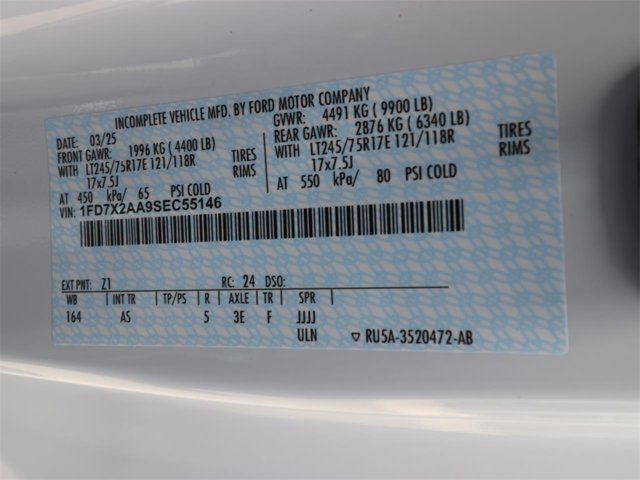 INCOMPLETE VEHICLE MFD. BY FORD MOTOR COMPANY
DATE: 03/25 GVWR: 4491 KG ( 9900 LB)
FRONT GAWR: 1996 KG ( 4400 LB) REAR GAWR: 2876 KG ( 6340 LB)
WITH LT245/75R17E 121/118R TIRES WITH LT245/75R17E 121/118R TIRES
17x7.5J RIMS 17x7.5J RIMS
AT 450 kPa/ 65 PSI COLD AT 550 kPa/ 80 PSI COLD
VIN: 1FD7X2AA9SEC55146
EXT PNT: Z1 RC: 24 DSO:
WB INT TR TP/PS R AXLE TR SPR
164 AS 5 3E F JJJJ
ULN RU5A-3520472-AB